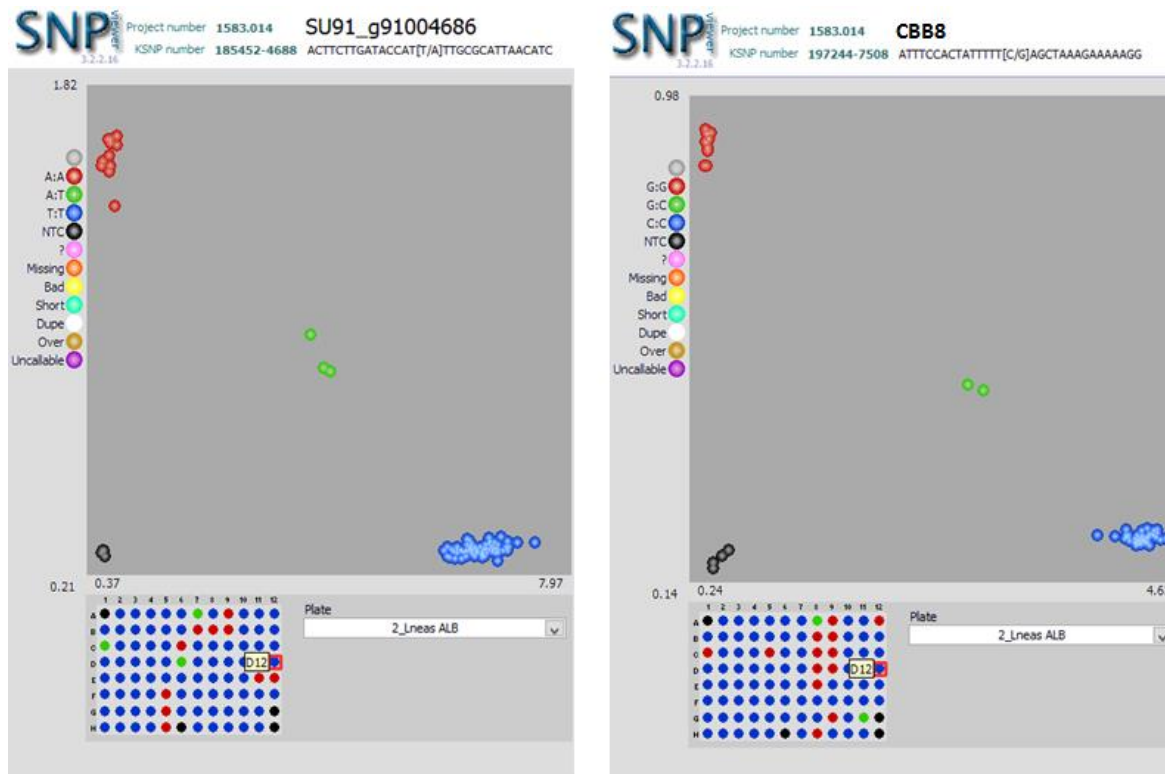 SNP viewer
3.2.2.16
Project number 1583.014 SU91_g91004686
KSNP number 185452-4688 ACTTCTTGATACCAT[T/A]TTGCGCATTAACATC
1.82
A:A
A:T
T:T
NTC
?
Missing
Bad
Short
Dupe
Over
Uncallable
0.21
0.37
7.97
1 2 3 4 5 6 7 8 9 10 11 12
A
B
C
D
E
F
G
H
D12
Plate
2_Lneas ALB
SNP viewer
3.2.2.16
Project number 1583.014 CBB8
KSNP number 197244-7508 ATTTCCACTATTTTT[C/G]AGCTAAAGAAAAAGG
0.98
G:G
G:C
C:C
NTC
?
Missing
Bad
Short
Dupe
Over
Uncallable
0.14
0.24
1 2 3 4 5 6 7 8 9 10 11 12
A
B
C
D
E
F
G
H
D12
Plate
2_Lneas ALB